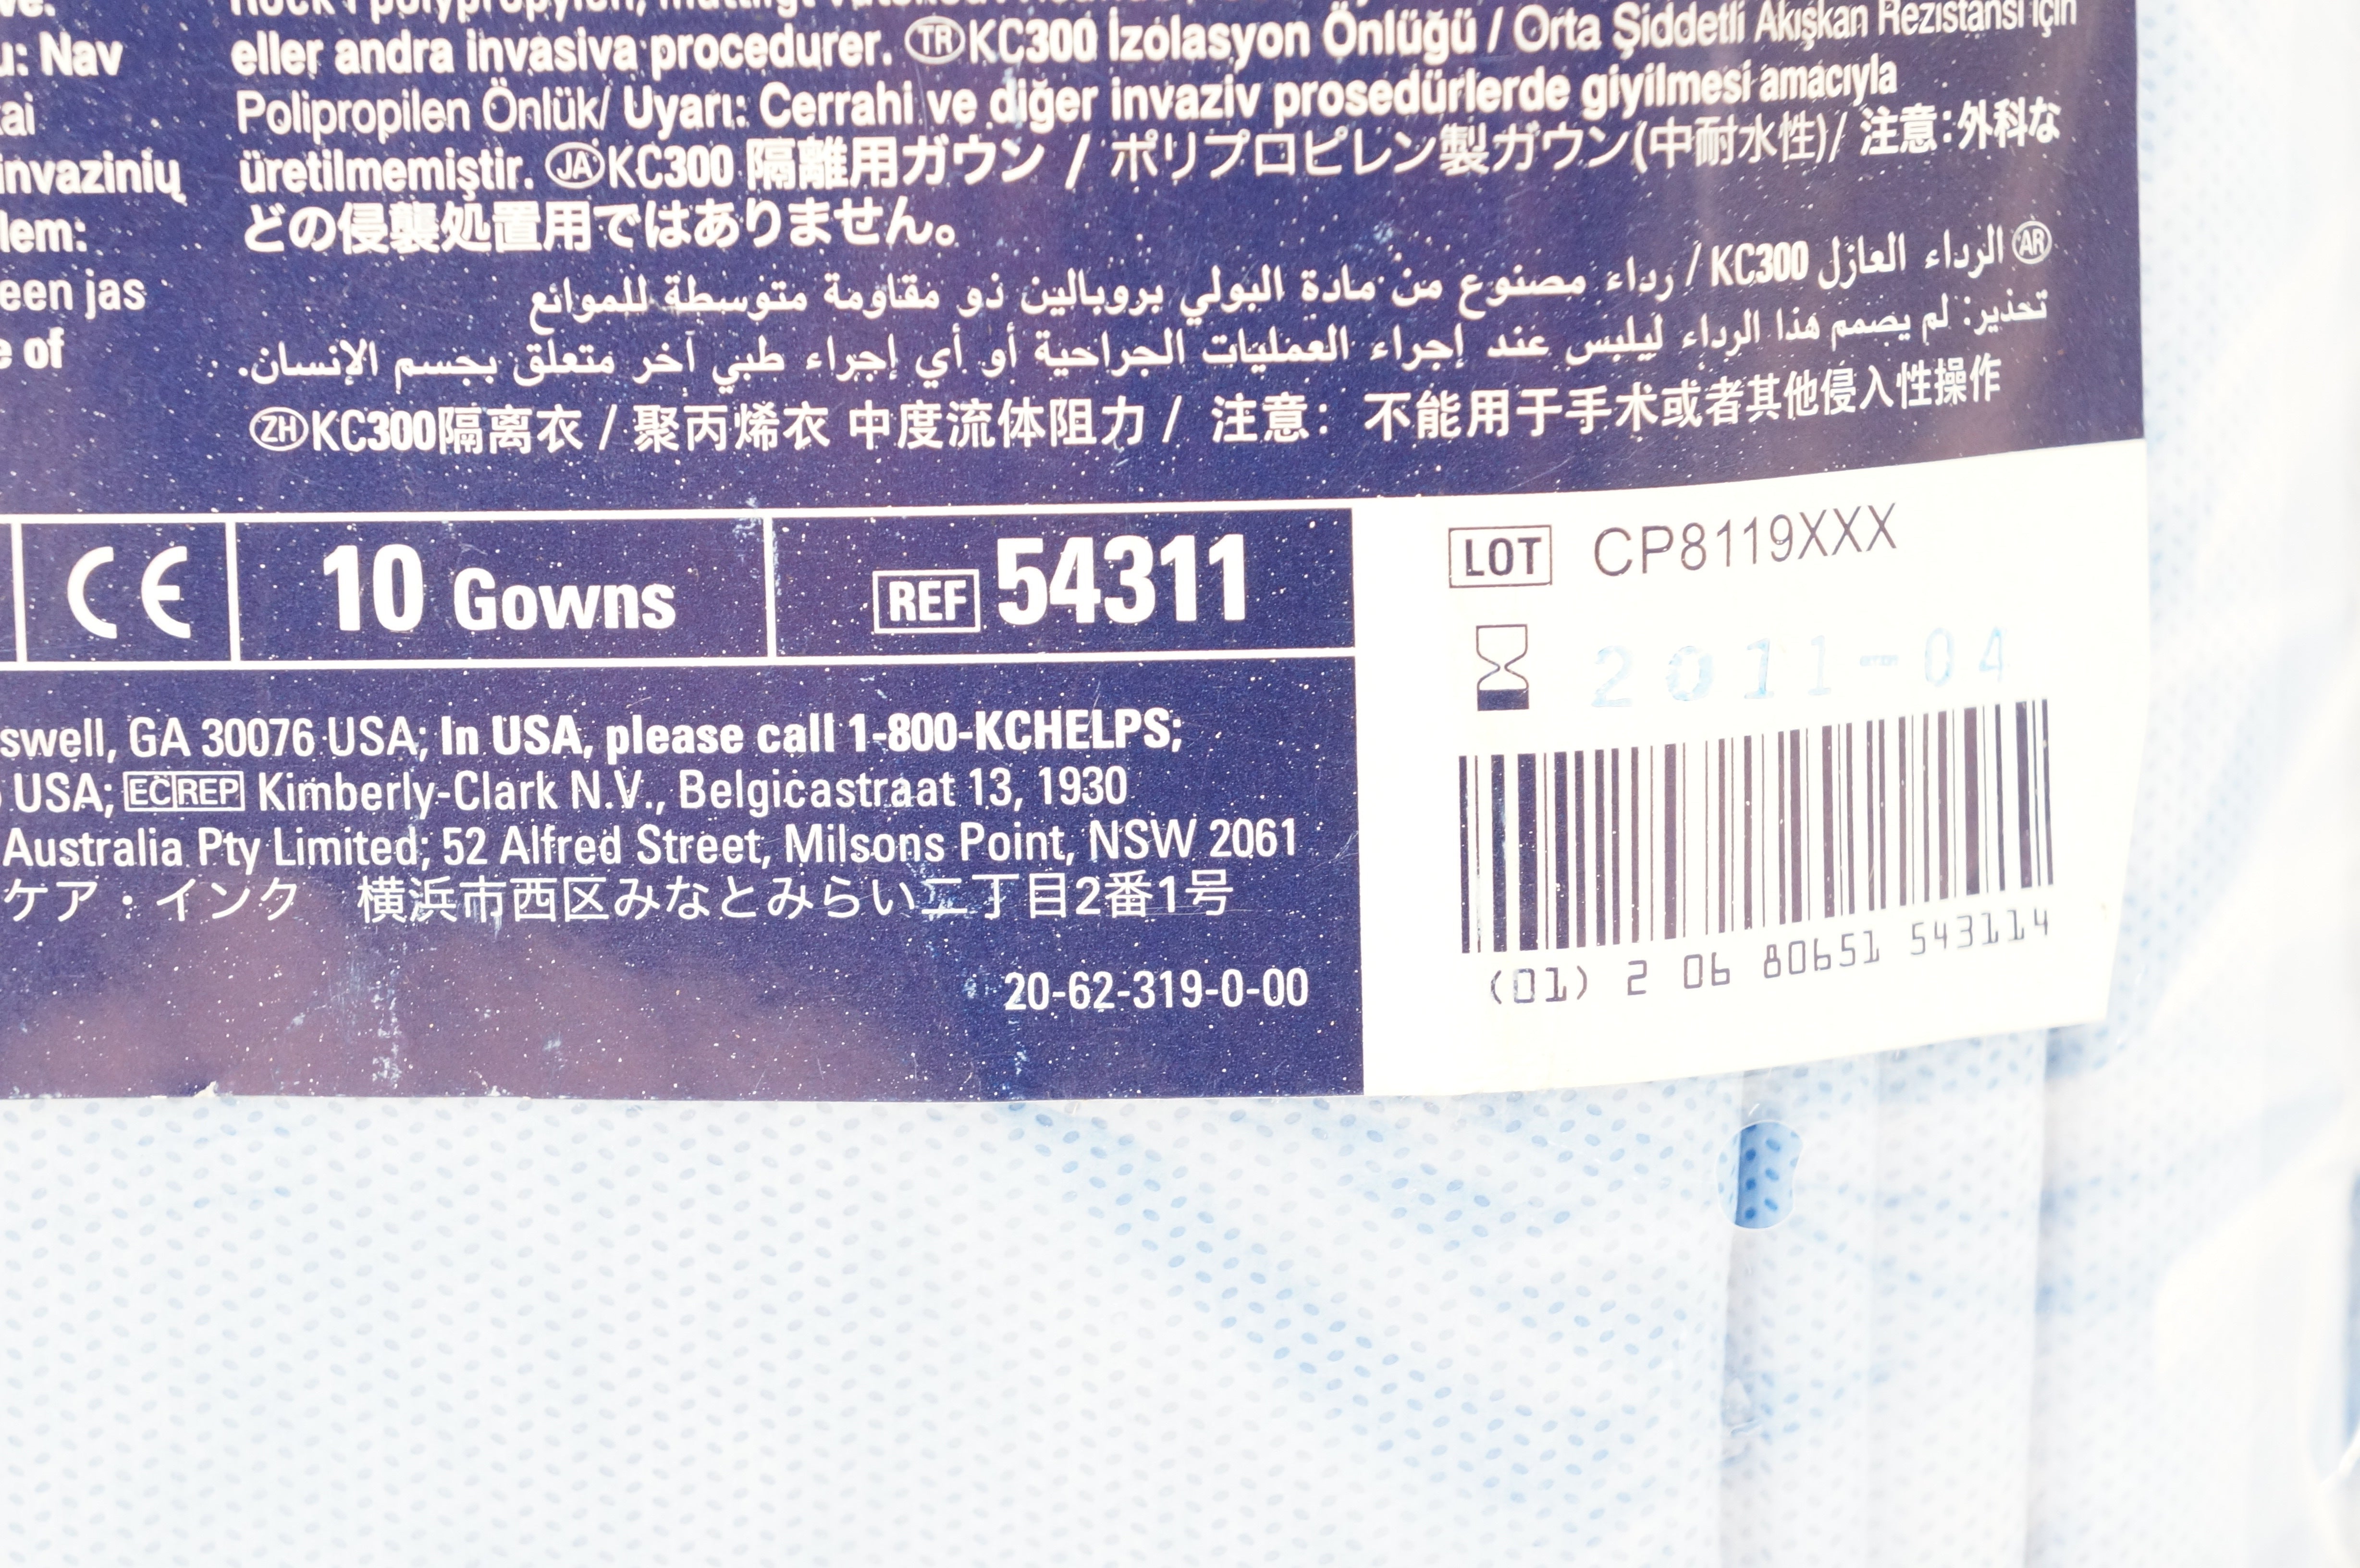 eller andra invasiva procedurer. TR KC300 İzolasyon Önlüğü / Orta Şiddetli Akışkan Rezistansı İçin
u: Nav
Polipropilen Önlük/ Uyarı: Cerrahi ve diğer invaziv prosedürlerde giyilmesi amacıyla
üretilmemiştir. JA KC300 隔離用ガウン / ポリプロピレン製ガウン(中耐水性)/ 注意:外科な
invazinių
どの侵襲処置用ではありません。
lem:
AR الرداء العازل KC300 / رداء مصنوع من مادة البولي بروبالين ذو مقاومة متوسطة للموائع
een jas
تحذير: لم يصمم هذا الرداء ليلبس عند إجراء العمليات الجراحية أو أي إجراء طبي آخر متعلق بجسم الإنسان.
of
ZH KC300隔离衣 / 聚丙烯衣 中度流体阻力 / 注意: 不能用于手术或者其他侵入性操作
CE
10 Gowns
REF 54311
LOT CP8119XXX
2011-04
swell, GA 30076 USA; In USA, please call 1-800-KCHELPS;
USA; EC REP Kimberly-Clark N.V., Belgicastraat 13, 1930
Australia Pty Limited; 52 Alfred Street, Milsons Point, NSW 2061
ケア・インク 横浜市西区みなとみらい二丁目2番1号
20-62-319-0-00
(01) 2 06 80651 543114